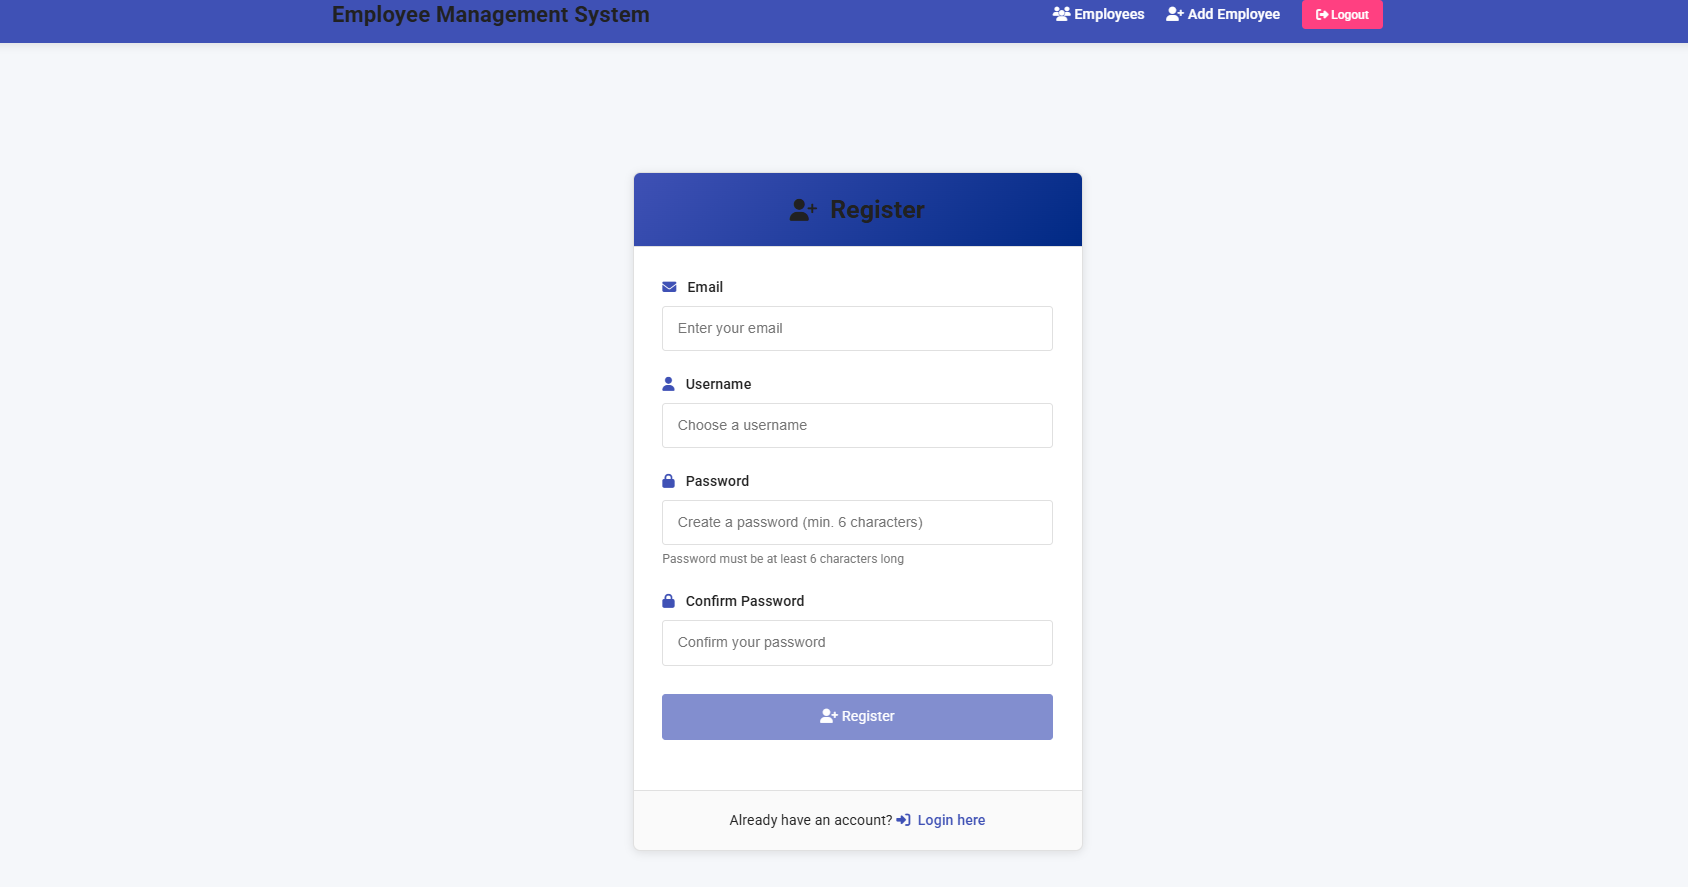 Employee Management System
Employees
Add Employee
Logout
Register
Email
Enter your email
Username
Choose a username
Password
Create a password (min. 6 characters)
Password must be at least 6 characters long
Confirm Password
Confirm your password
Register
Already have an account? Login here